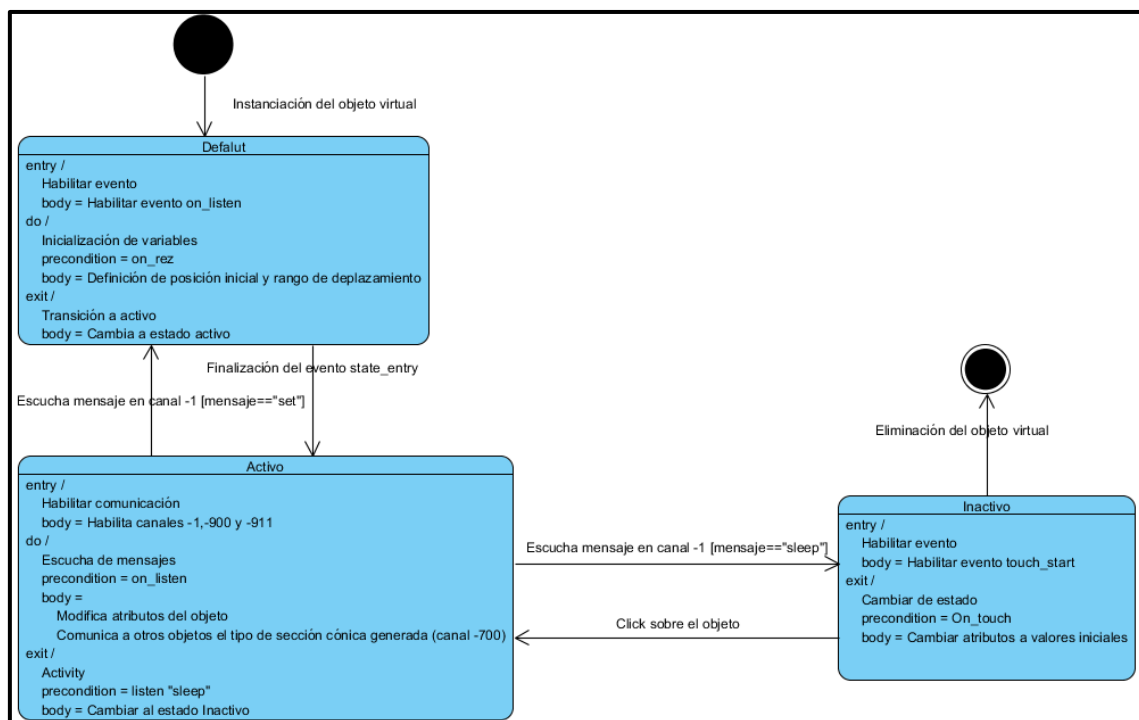 Instanciación del objeto virtual
Defalut
entry /
Habilitar evento
body = Habilitar evento on_listen
do /
Inicialización de variables
precondition = on_rez
body = Definición de posición inicial y rango de deplazamiento
exit /
Transición a activo
body = Cambia a estado activo
Finalización del evento state_entry
Escucha mensaje en canal -1 [mensaje=="set"]
Activo
entry /
Habilitar comunicación
body = Habilita canales -1,-900 y -911
do /
Escucha de mensajes
precondition = on_listen
body =
Modifica atributos del objeto
Comunica a otros objetos el tipo de sección cónica generada (canal -700)
exit /
Activity
precondition = listen "sleep"
body = Cambiar al estado Inactivo
Escucha mensaje en canal -1 [mensaje=="sleep"]
Click sobre el objeto
Eliminación del objeto virtual
Inactivo
entry /
Habilitar evento
body = Habilitar evento touch_start
exit /
Cambiar de estado
precondition = On_touch
body = Cambiar atributos a valores iniciales